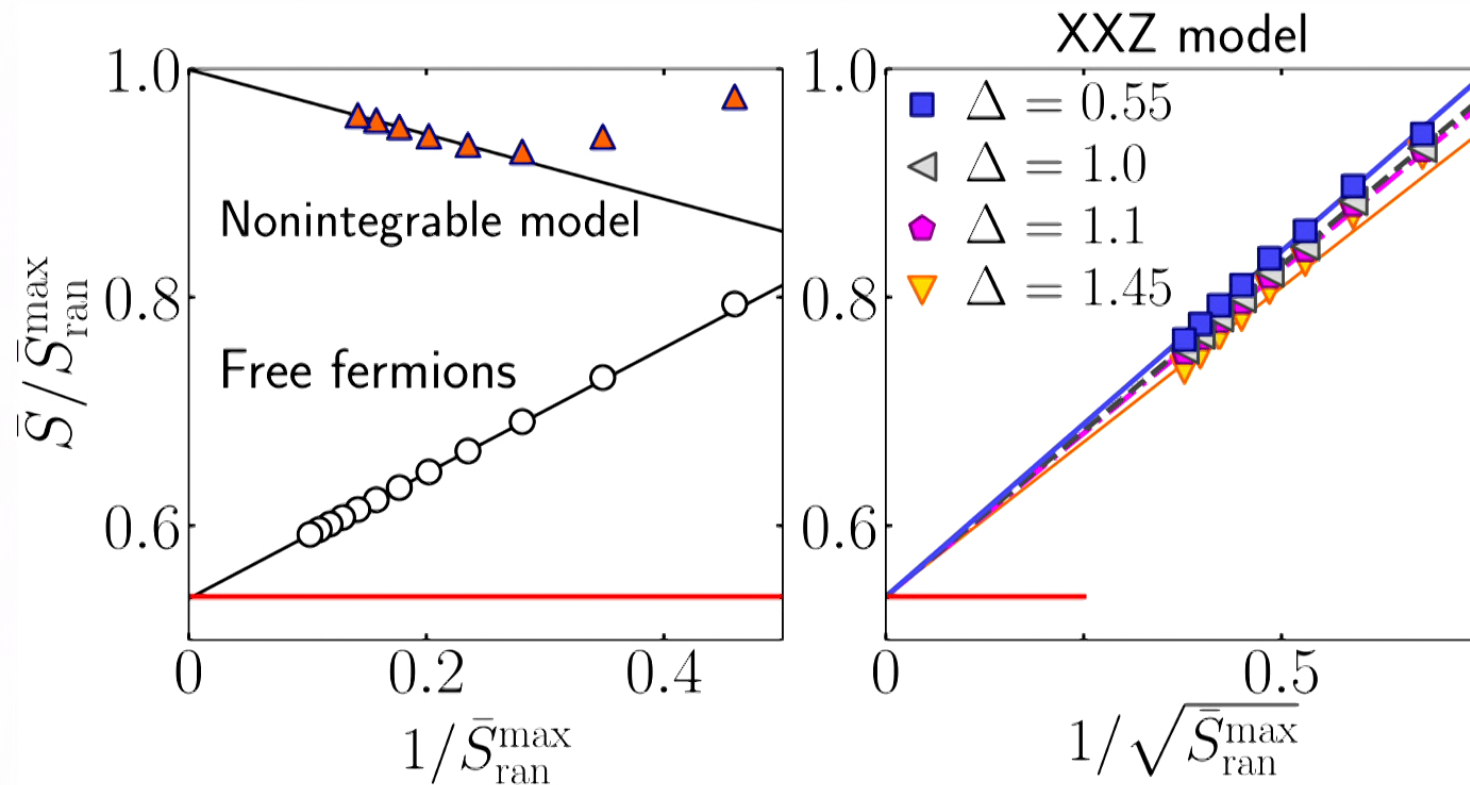 XXZ model
1.0
0.8
0.6
S̄/S̄ran^max
Nonintegrable model
Free fermions
0 0.2 0.4
1/S̄ran^max
1.0
0.8
0.6
Δ = 0.55
Δ = 1.0
Δ = 1.1
Δ = 1.45
0 0.5
1/√S̄ran^max